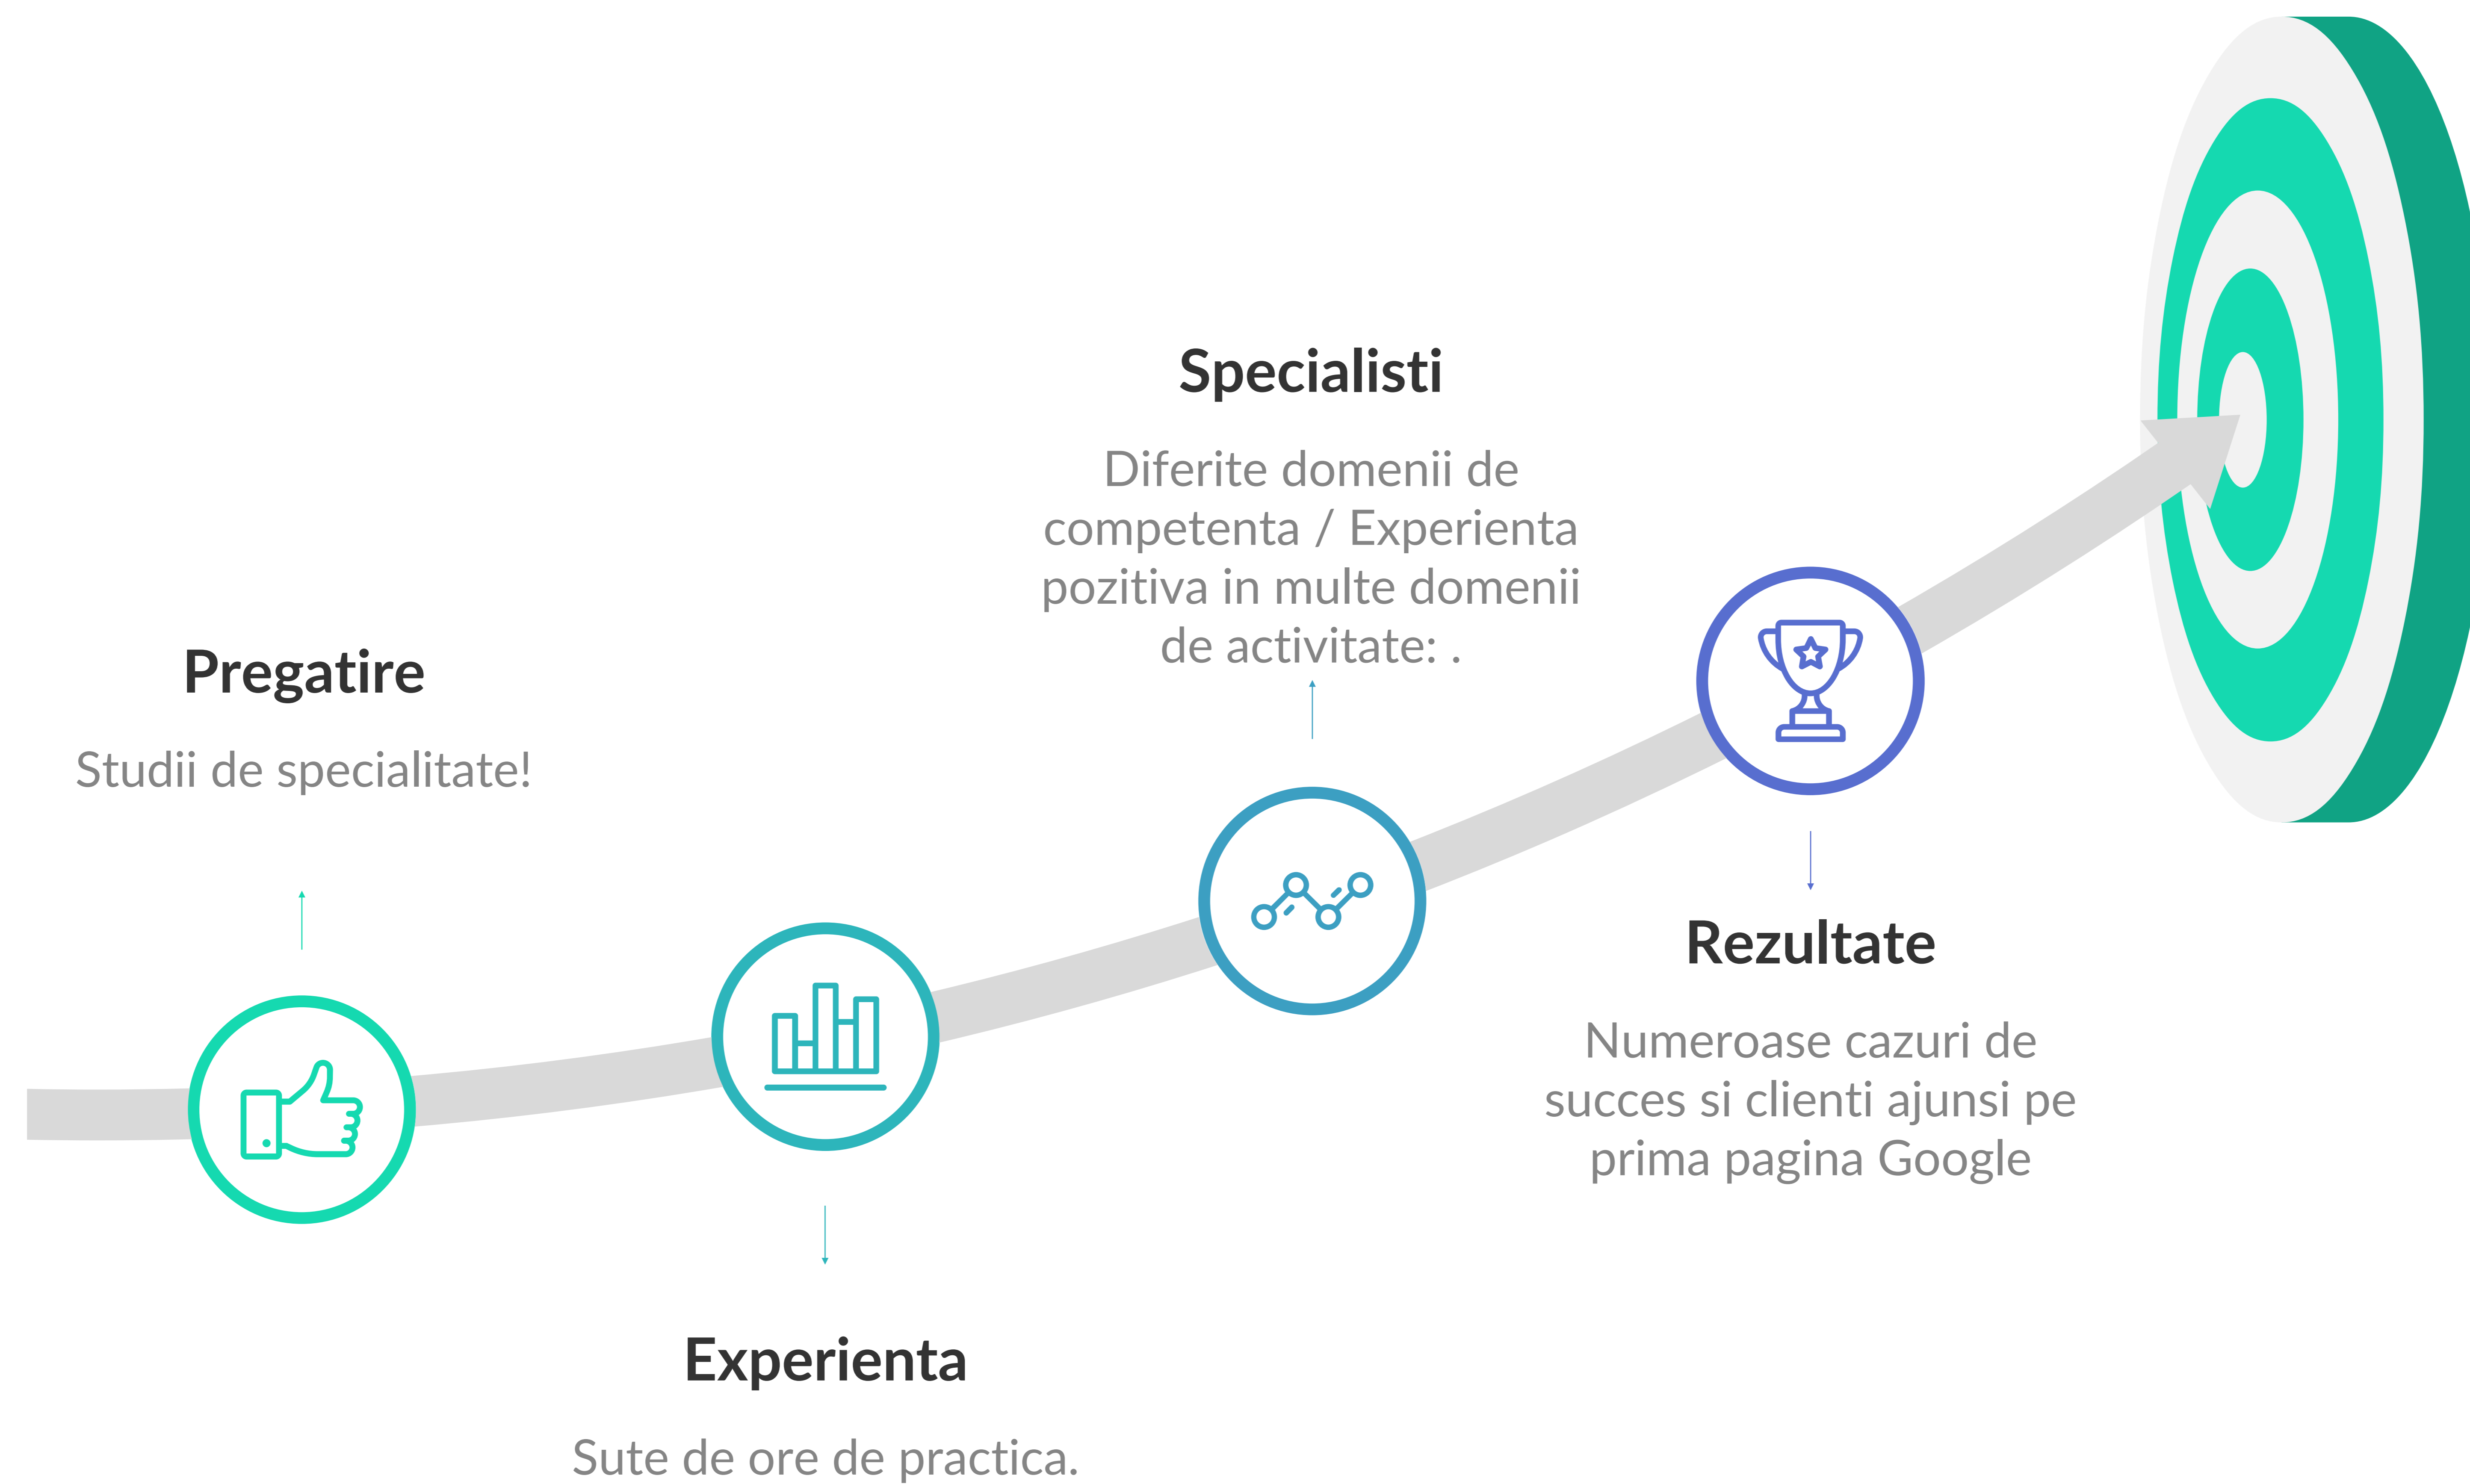 Pregatire
Studii de specialitate!
Experienta
Sute de ore de practica.
Specialisti
Diferite domenii de
competenta / Experienta
pozitiva in multe domenii
de activitate: .
Rezultate
Numeroase cazuri de
succes si clienti ajunsi pe
prima pagina Google